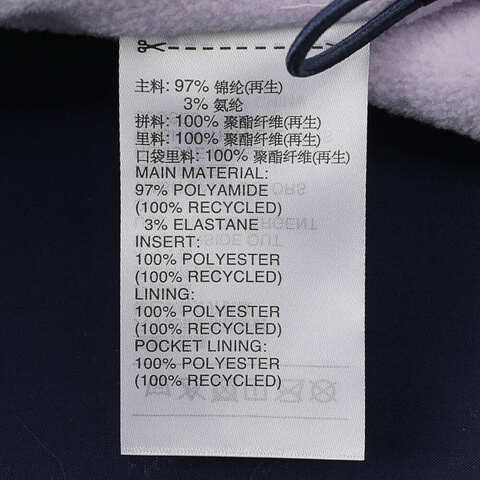 主料: 97% 锦纶(再生)
3% 氨纶
拼料: 100% 聚酯纤维(再生)
里料: 100% 聚酯纤维(再生)
口袋里料: 100% 聚酯纤维(再生)
MAIN MATERIAL:
97% POLYAMIDE
(100% RECYCLED)
3% ELASTANE
INSERT:
100% POLYESTER
(100% RECYCLED)
LINING:
100% POLYESTER
(100% RECYCLED)
POCKET LINING:
100% POLYESTER
(100% RECYCLED)